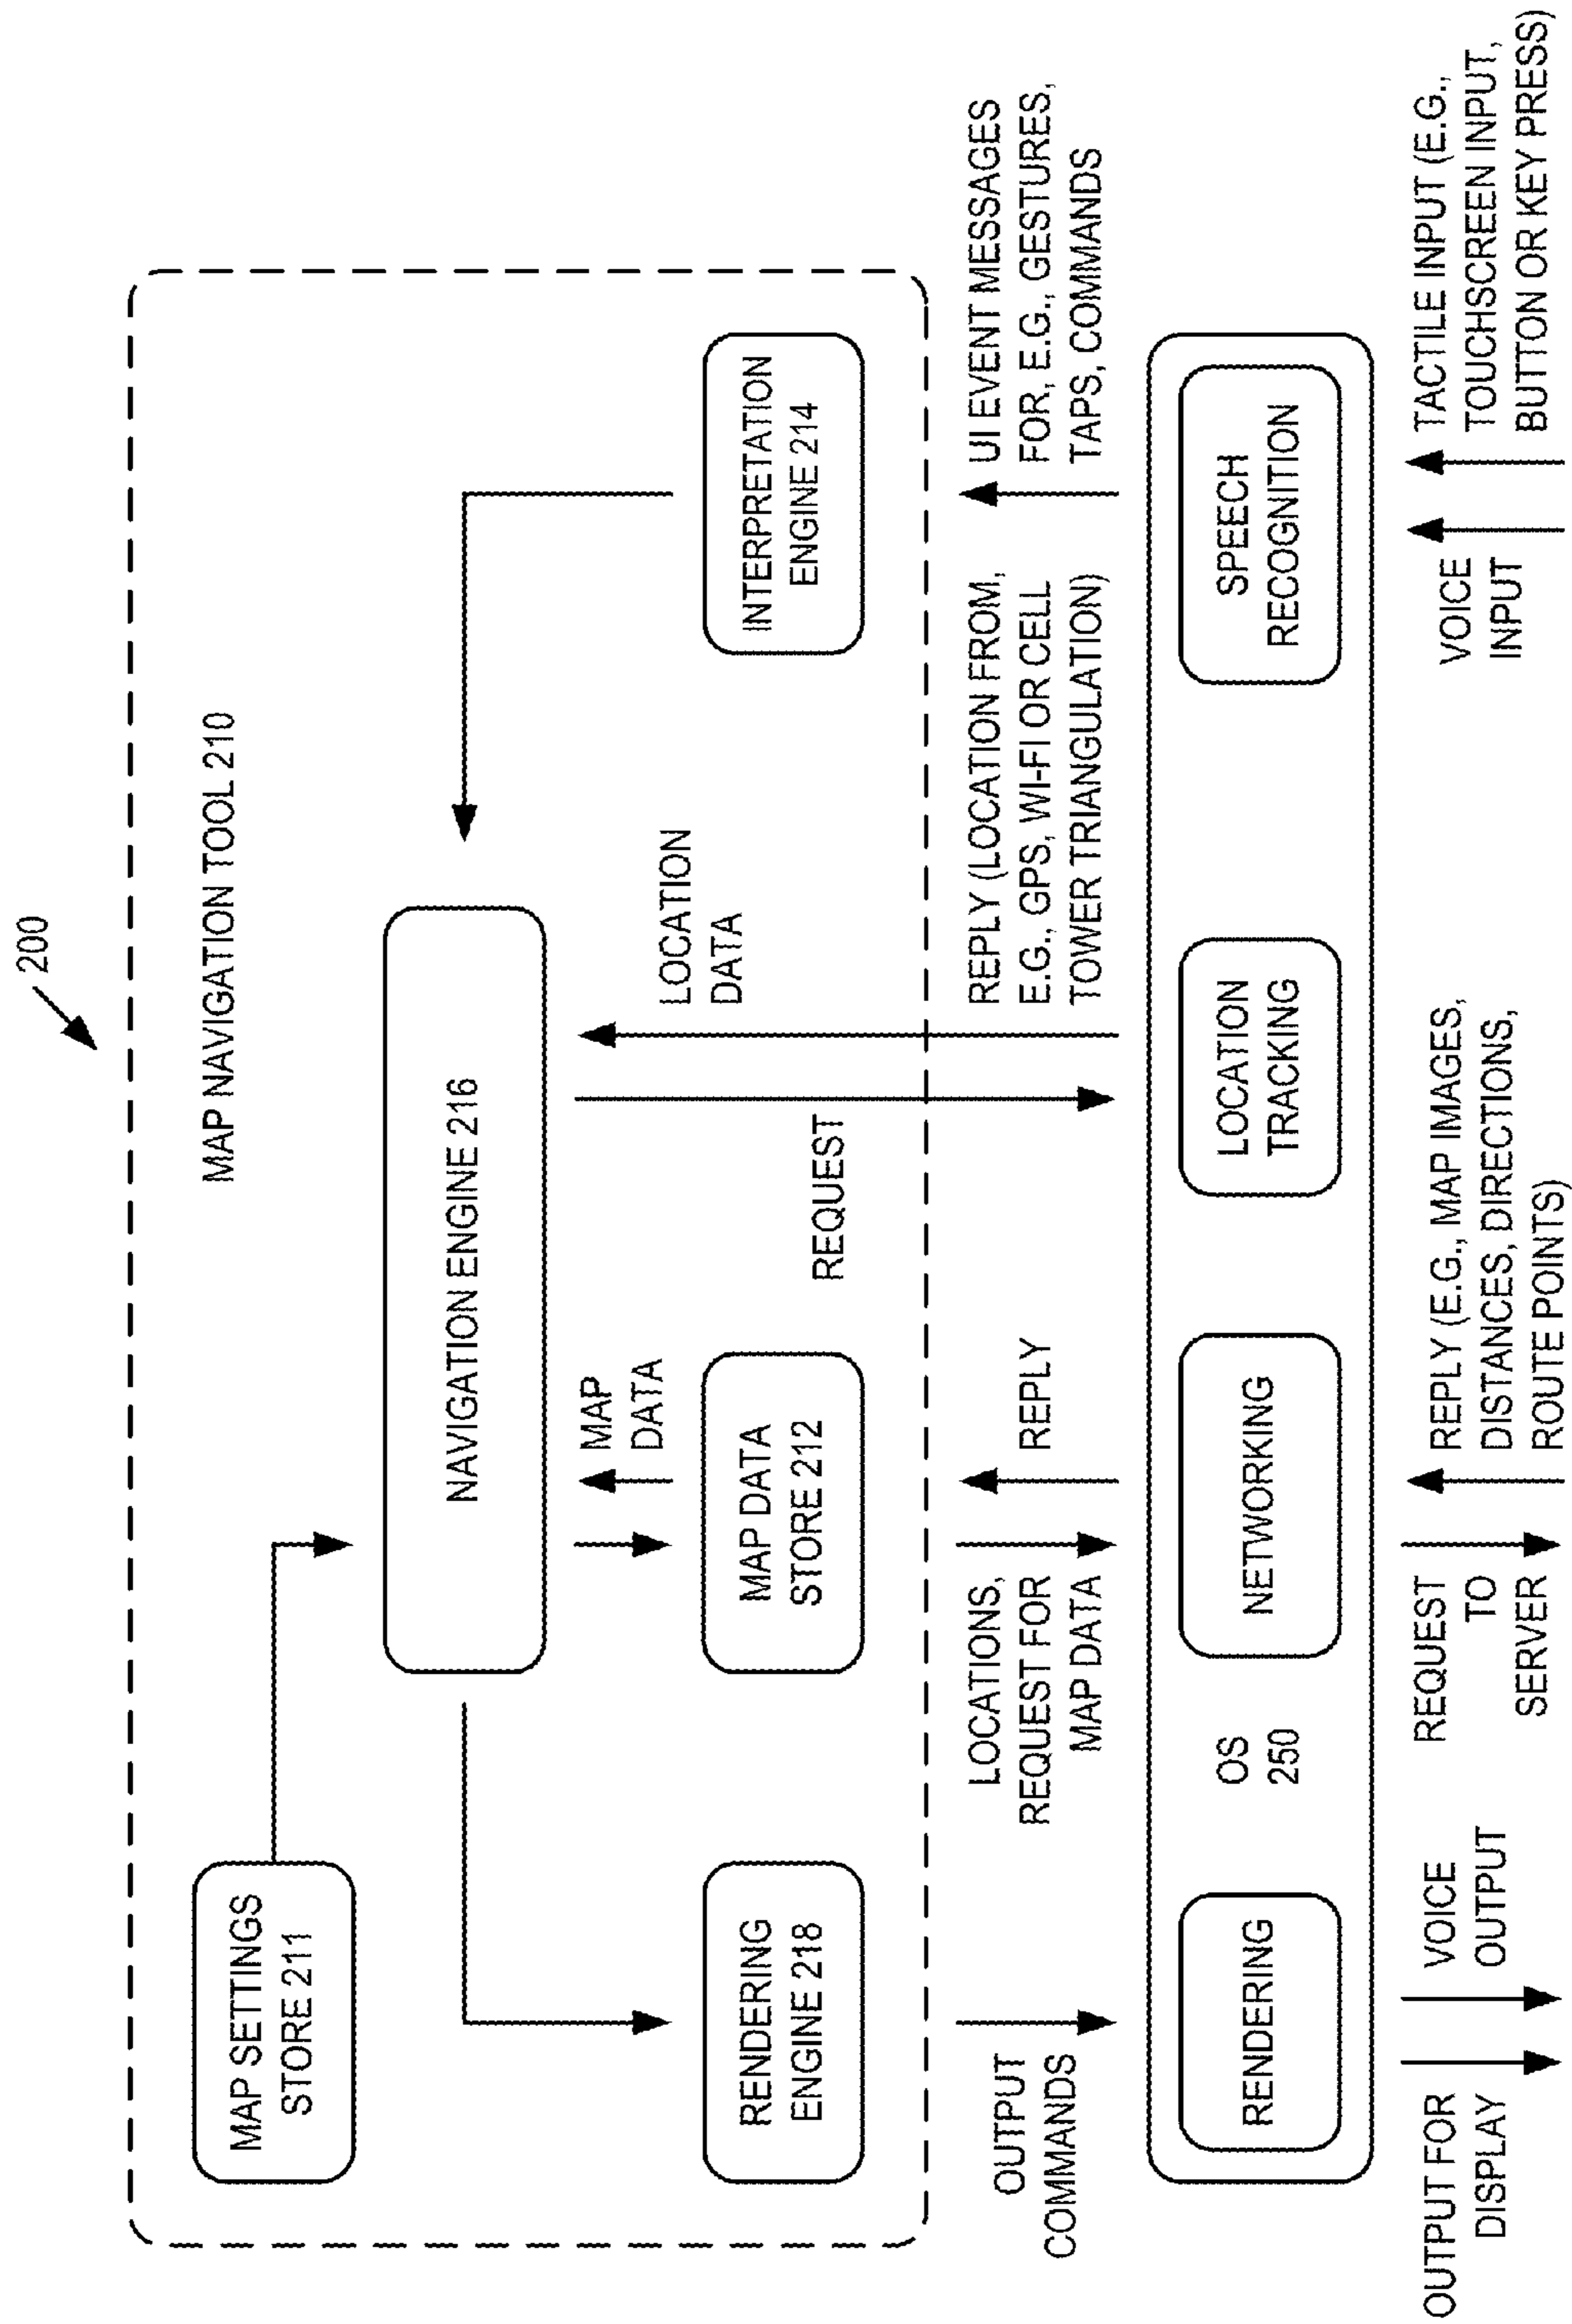 200
MAP NAVIGATION TOOL 210
MAP SETTINGS
STORE 211
NAVIGATION ENGINE 216
MAP
DATA
LOCATION
DATA
REQUEST
RENDERING
ENGINE 218
MAP DATA
STORE 212
INTERPRETATION
ENGINE 214
OUTPUT
COMMANDS
LOCATIONS,
REQUEST FOR
MAP DATA
REPLY
REPLY (LOCATION FROM,
E.G., GPS, WI-FI OR CELL
TOWER TRIANGULATION)
UI EVENT MESSAGES
FOR, E.G., GESTURES,
TAPS, COMMANDS
RENDERING
OS
250
NETWORKING
LOCATION
TRACKING
SPEECH
RECOGNITION
OUTPUT FOR
DISPLAY
VOICE
OUTPUT
REQUEST
TO
SERVER
REPLY (E.G., MAP IMAGES,
DISTANCES, DIRECTIONS,
ROUTE POINTS)
VOICE
INPUT
TACTILE INPUT (E.G.,
TOUCHSCREEN INPUT,
BUTTON OR KEY PRESS)